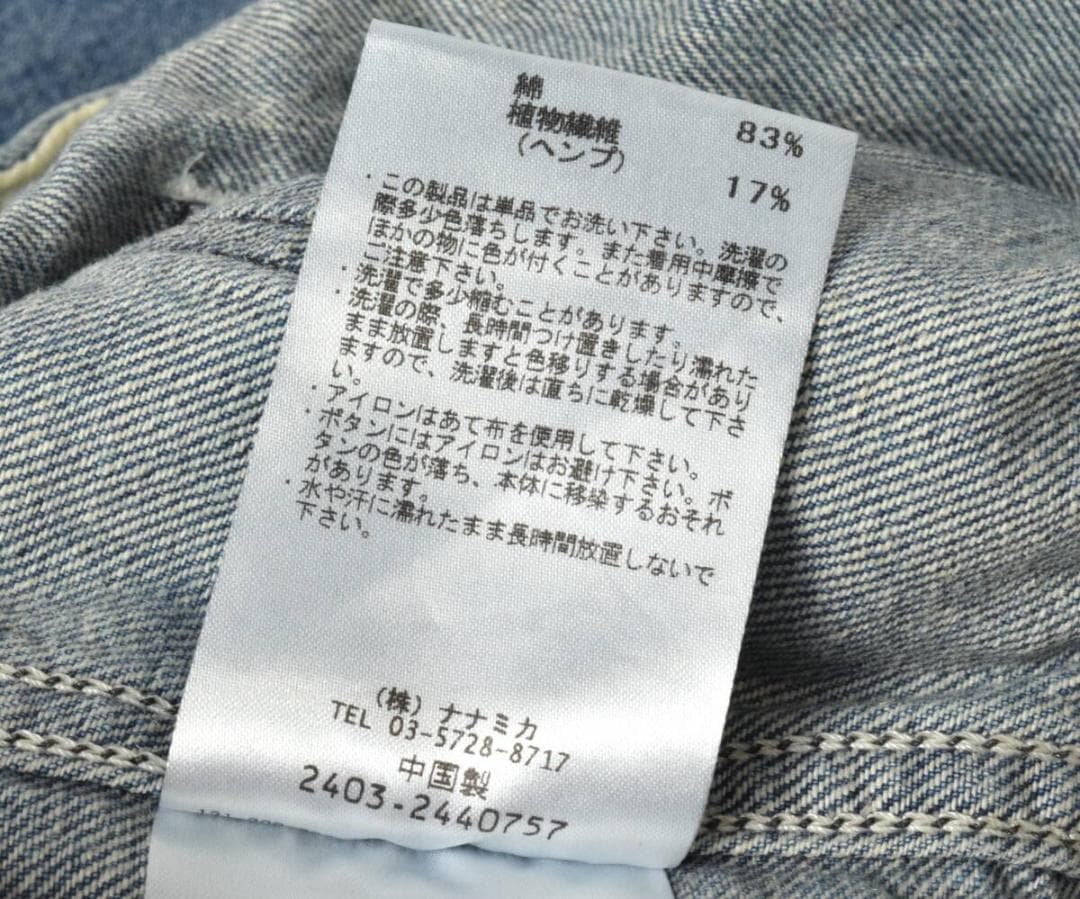 綿 83%
植物繊維
(ヘンプ) 17%
・この製品は単品でお洗い下さい。洗濯の
際多少色落ちします。また着用中摩擦で
ほかの物に色が付くことがありますので、
ご注意下さい。
・洗濯で多少縮むことがあります。
・洗濯の際、長時間つけ置きしたり濡れた
まま放置しますと色移りする場合があり
ますので、洗濯後は直ちに乾燥して下さ
い。
・アイロンはあて布を使用して下さい。
・ボタンにはアイロンはお避け下さい。ボ
タンの色が落ち、本体に移染するおそれ
があります。
・水や汗に濡れたまま長時間放置しないで
下さい。
(株) ナナミカ
TEL 03-5728-8717
中国製
2403-2440757